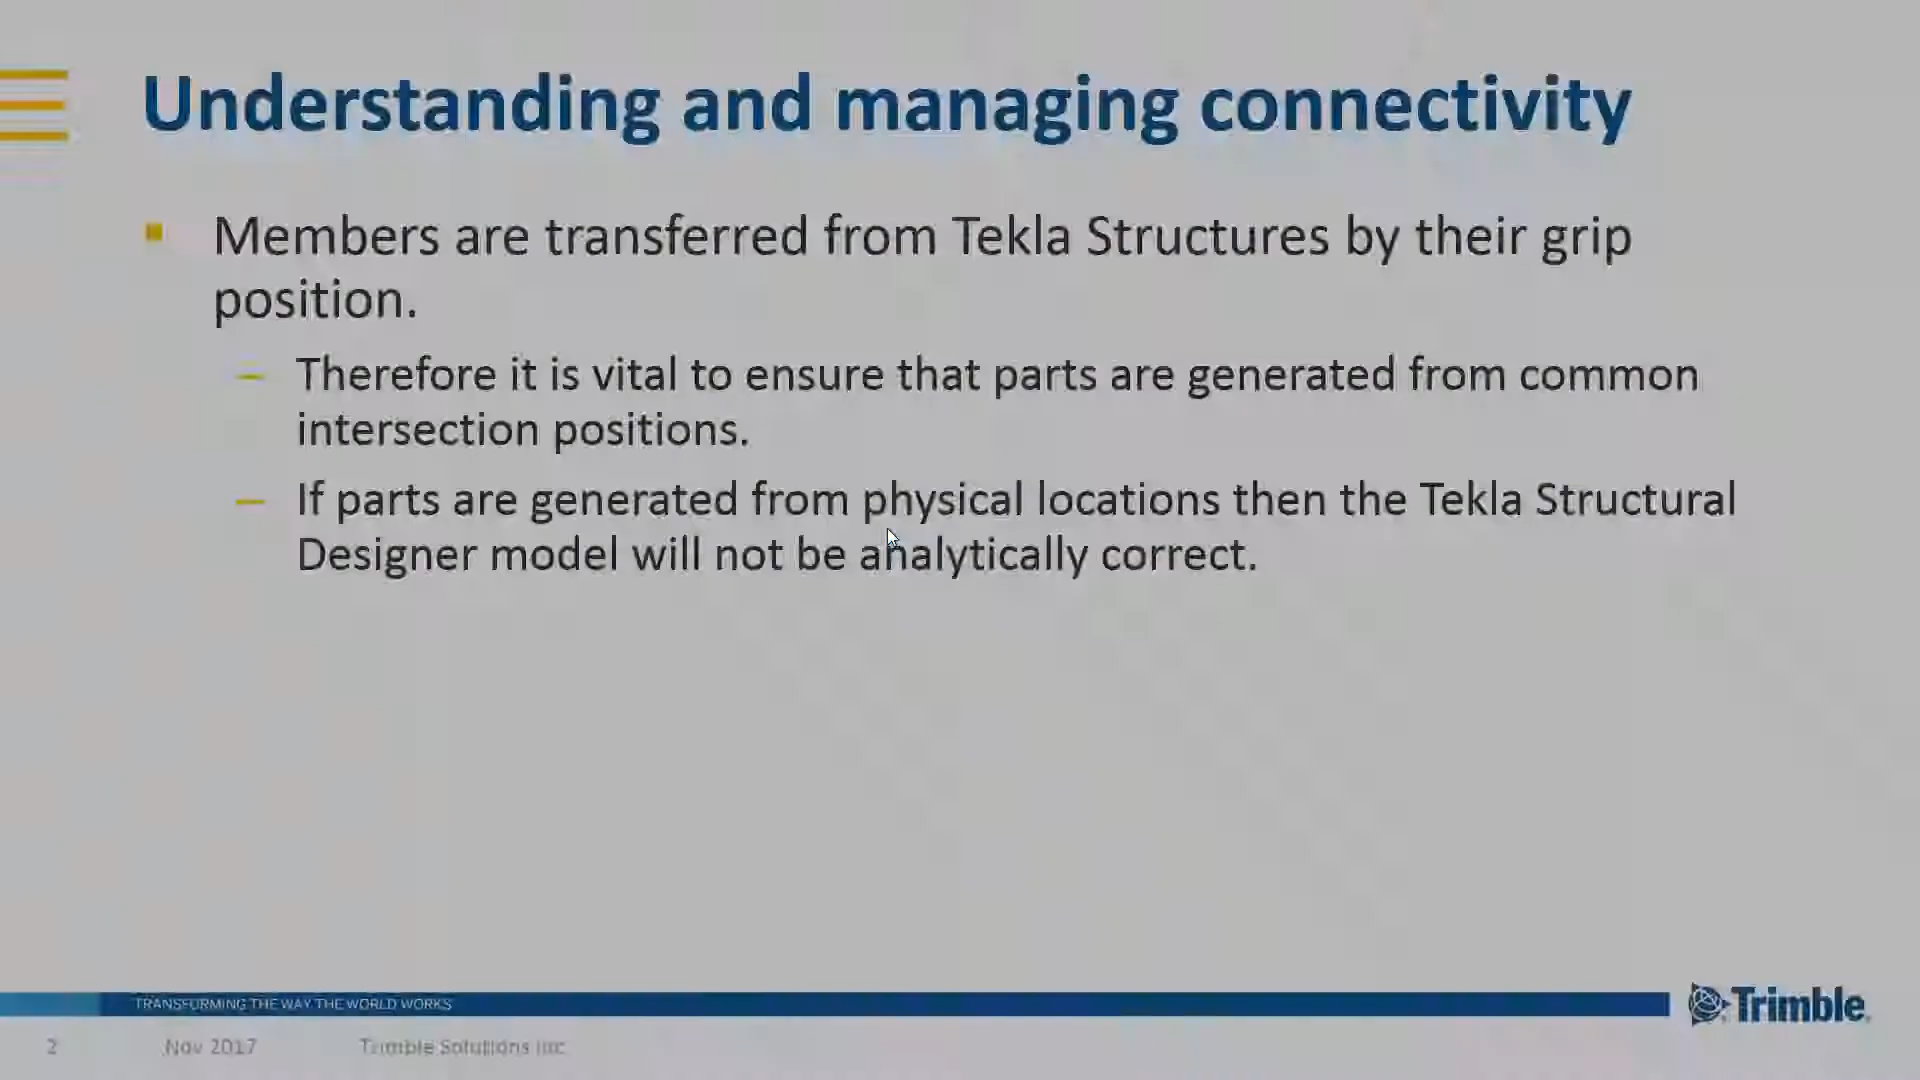 Understanding and managing connectivity
Members are transferred from Tekla Structures by their grip
position.
Therefore it is vital to ensure that parts are generated from common
intersection positions.
If parts are generated from physical locations then the Tekla Structural
Designer model will not be analytically correct.
TRANSFORMING THE WAY THE WORLD WORKS
Trimble
2 Nov 2017 Trimble Solutions Inc